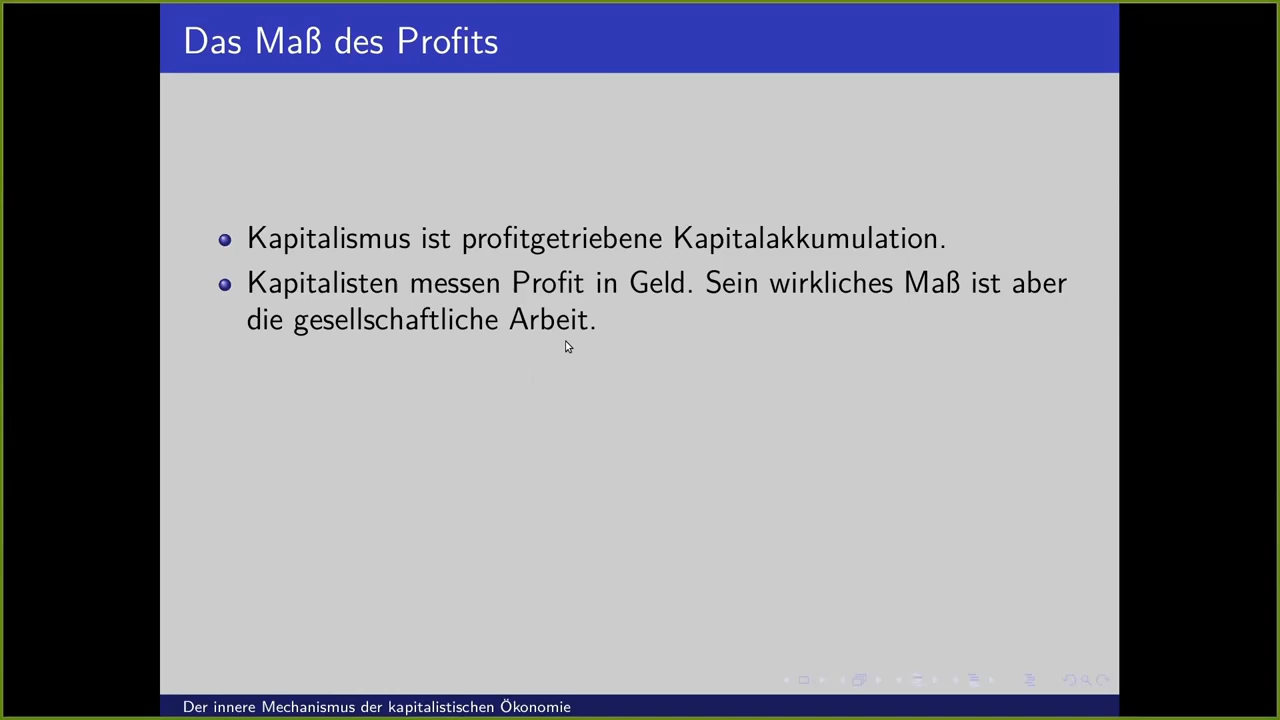 Das Maß des Profits
Kapitalismus ist profitgetriebene Kapitalakkumulation.
Kapitalisten messen Profit in Geld. Sein wirkliches Maß ist aber
die gesellschaftliche Arbeit.
Der innere Mechanismus der kapitalistischen Ökonomie